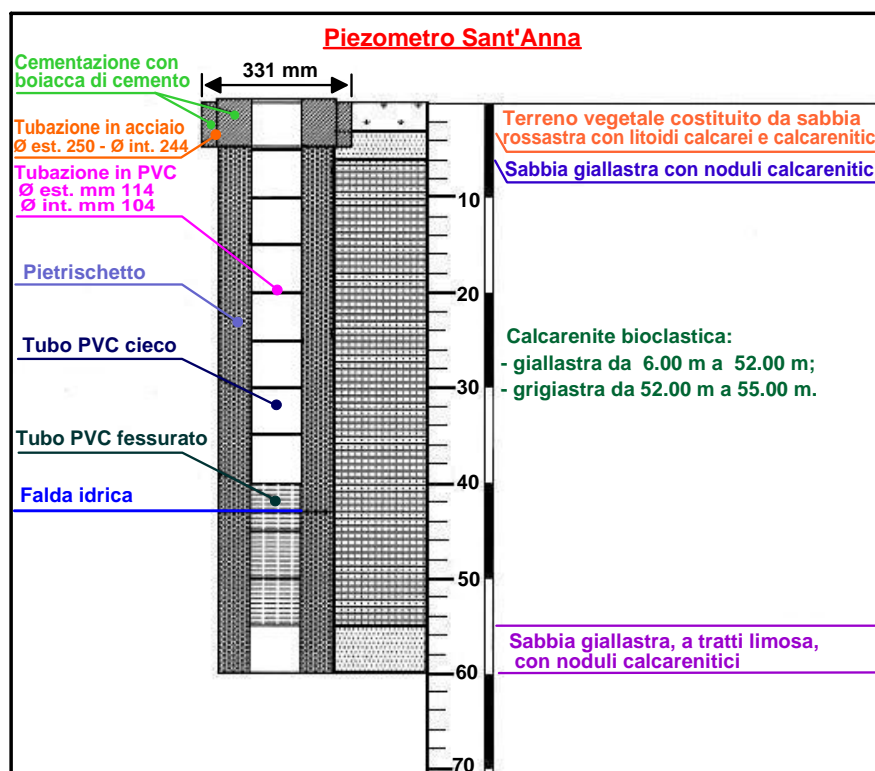 Piezometro Sant'Anna
Cementazione con
boiacca di cemento
331 mm
Tubazione in acciaio
Ø est. 250 - Ø int. 244
Tubazione in PVC
Ø est. mm 114
Ø int. mm 104
Pietrischetto
Tubo PVC cieco
Tubo PVC fessurato
Falda idrica
10
20
30
40
50
60
70
Terreno vegetale costituito da sabbia
rossastra con litoidi calcarei e calcarenitic
Sabbia giallastra con noduli calcarenitic
Calcarenite bioclastica:
- giallastra da 6.00 m a 52.00 m;
- grigiastra da 52.00 m a 55.00 m.
Sabbia giallastra, a tratti limosa,
con noduli calcarenitici